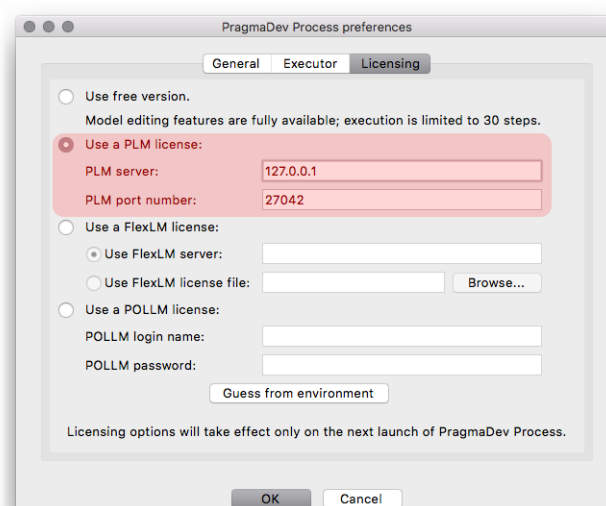 PragmaDev Process preferences
General Executor Licensing
Use free version.
Model editing features are fully available; execution is limited to 30 steps.
Use a PLM license:
PLM server: 127.0.0.1
PLM port number: 27042
Use a FlexLM license:
Use FlexLM server:
Use FlexLM license file: Browse...
Use a POLLM license:
POLLM login name:
POLLM password:
Guess from environment
Licensing options will take effect only on the next launch of PragmaDev Process.
OK Cancel